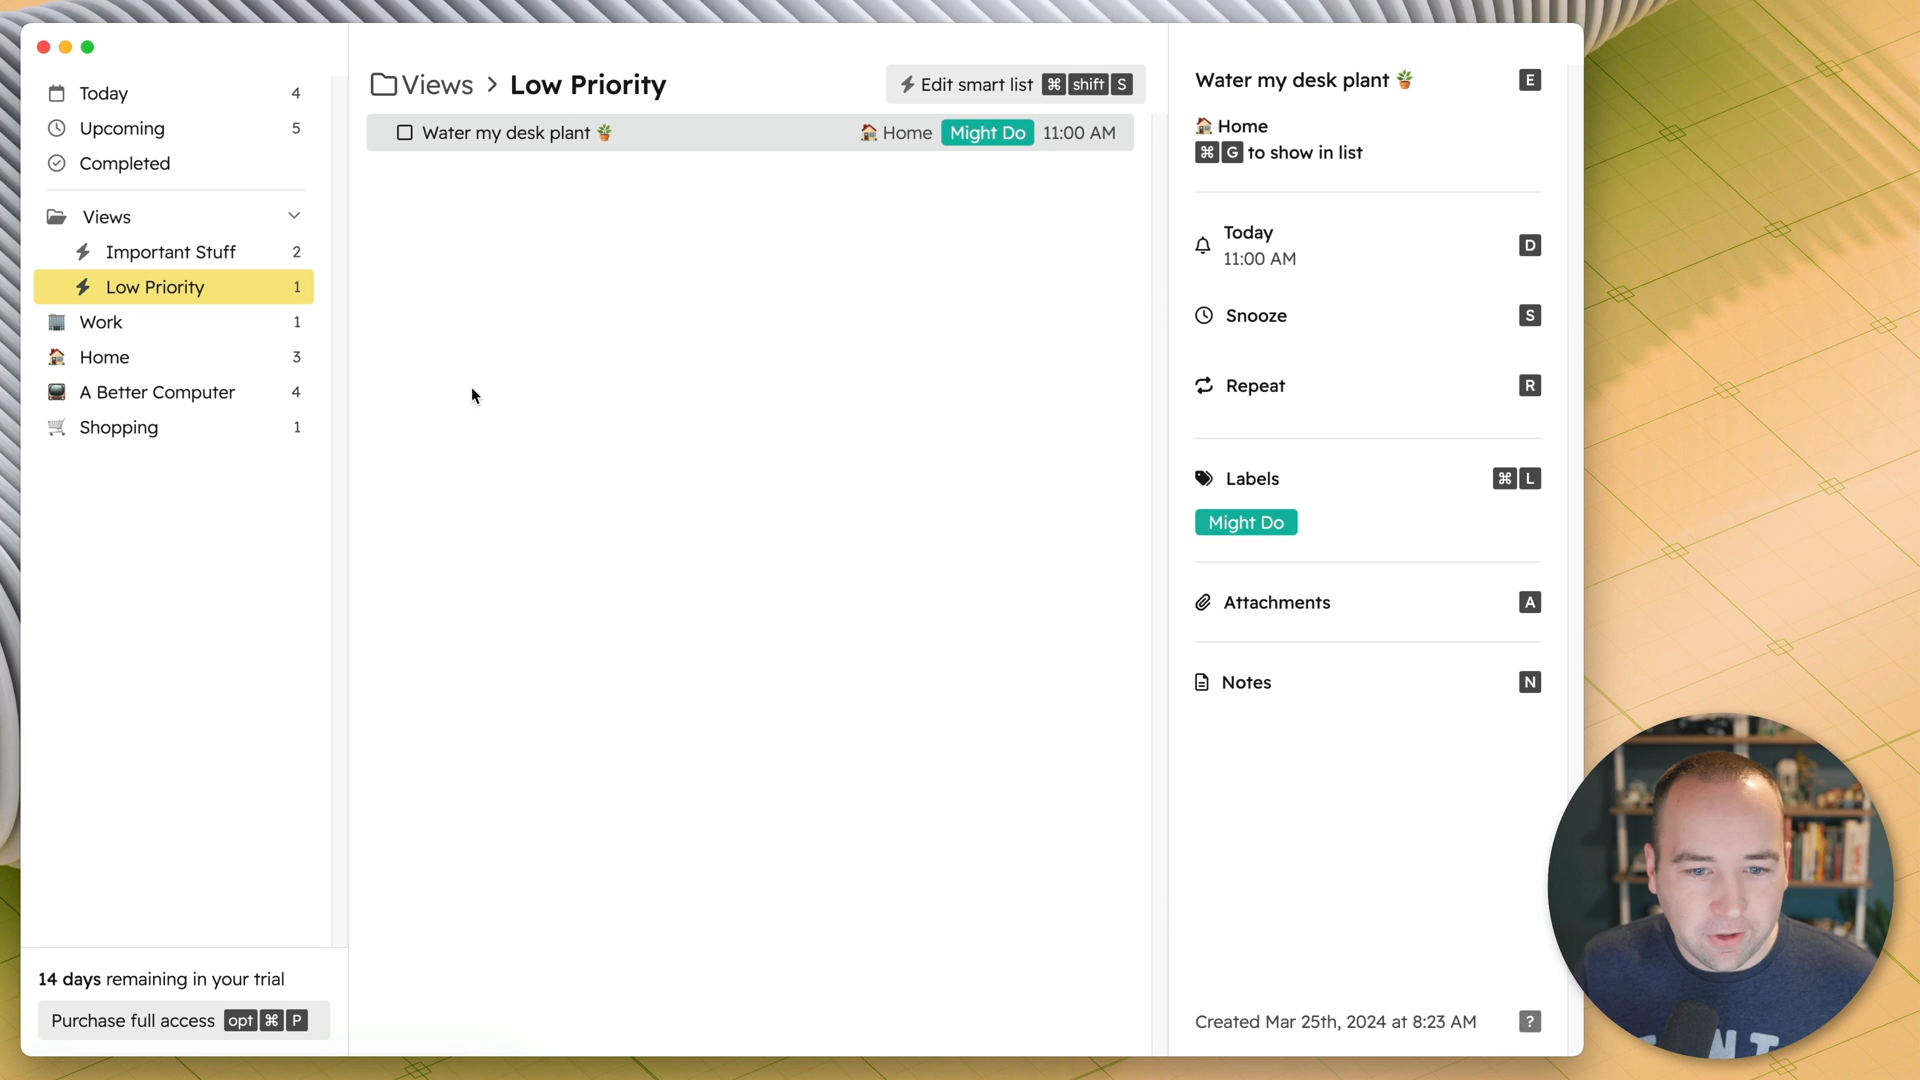 Today 4
Upcoming 5
Completed
Views
Important Stuff 2
Low Priority 1
Work 1
Home 3
A Better Computer 4
Shopping 1
14 days remaining in your trial
Purchase full access opt ⌘ P
Views > Low Priority
Edit smart list ⌘ shift S
Water my desk plant 🪴 🏠 Home Might Do 11:00 AM
Water my desk plant 🪴 E
🏠 Home
⌘ G to show in list
Today D
11:00 AM
Snooze S
Repeat R
Labels ⌘ L
Might Do
Attachments A
Notes N
Created Mar 25th, 2024 at 8:23 AM ?